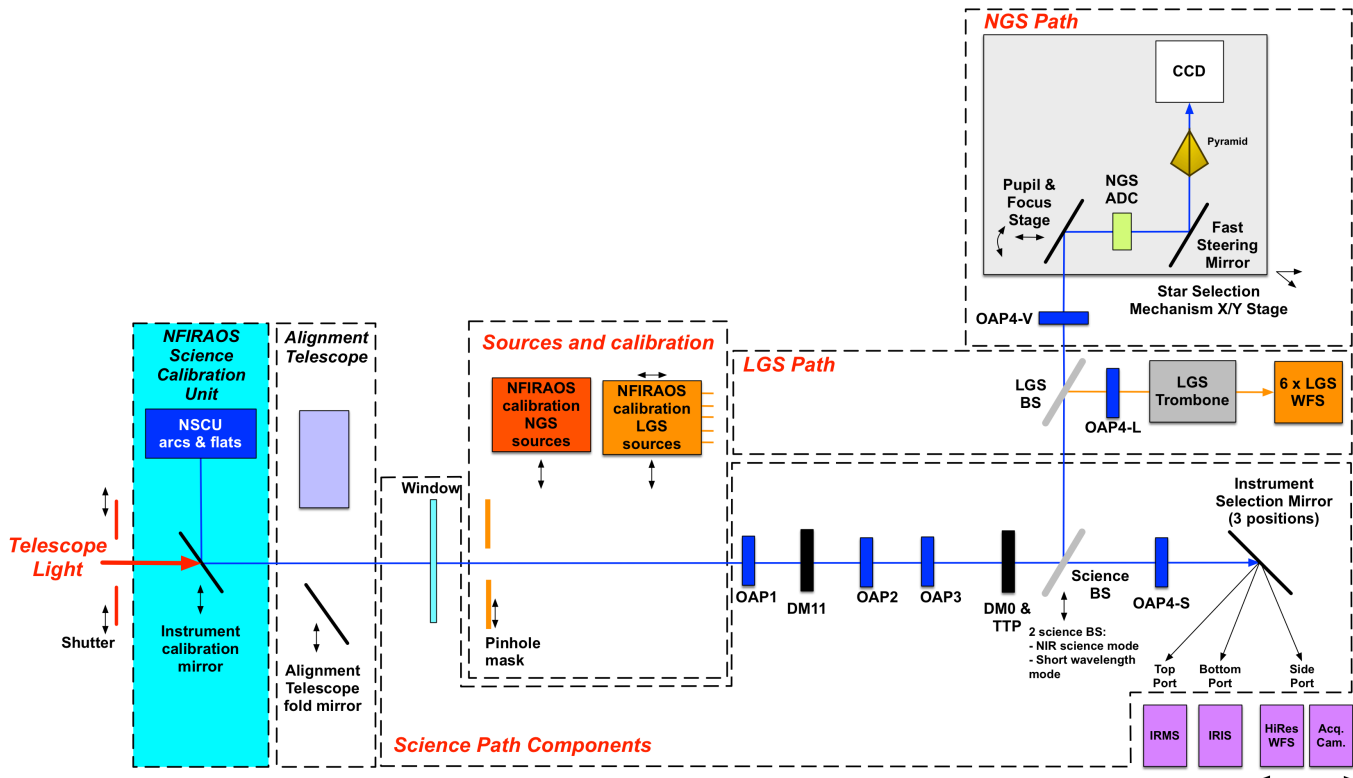 NGS Path
CCD
Pyramid
Pupil &
Focus
Stage
NGS
ADC
Fast
Steering
Mirror
Star Selection
Mechanism X/Y Stage
OAP4-V
NFIRAOS
Science
Calibration
Unit
NSCU
arcs & flats
Alignment
Telescope
Sources and calibration
NFIRAOS
calibration
NGS
sources
NFIRAOS
calibration
LGS
sources
LGS Path
LGS
BS
OAP4-L
LGS
Trombone
6 x LGS
WFS
Window
Instrument
Selection Mirror
(3 positions)
Telescope
Light
Shutter
Instrument
calibration
mirror
Alignment
Telescope
fold mirror
Pinhole
mask
OAP1
DM11
OAP2
OAP3
DM0 &
TTP
Science
BS
OAP4-S
2 science BS:
- NIR science mode
- Short wavelength
mode
Top
Port
Bottom
Port
Side
Port
IRMS
IRIS
HiRes
WFS
Acq.
Cam.
Science Path Components